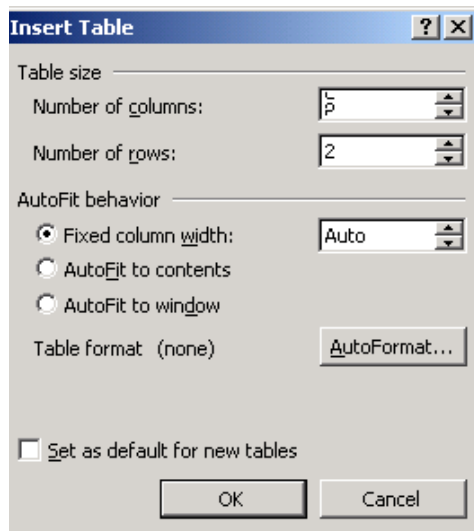 Insert Table
Table size
Number of columns:
Number of rows: 2
AutoFit behavior
Fixed column width: Auto
AutoFit to contents
AutoFit to window
Table format (none) AutoFormat...
Set as default for new tables
OK Cancel